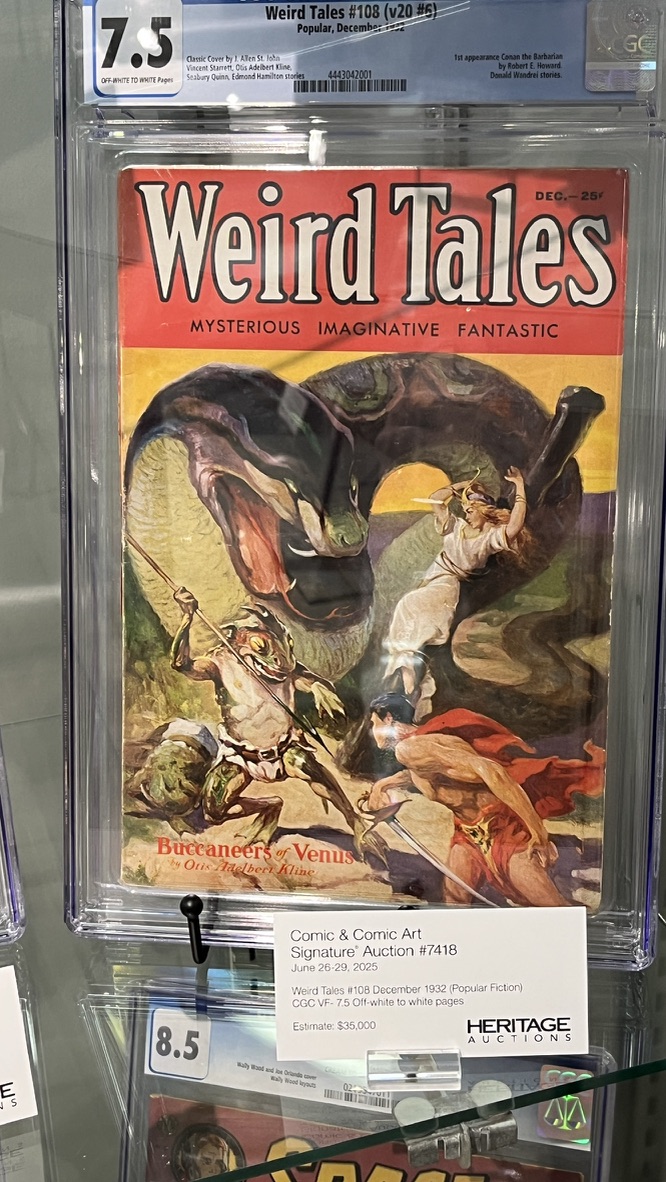 7.5
OFF-WHITE TO WHITE Pages
Weird Tales #108 (v20 #6)
Popular, December 1932
Classic Cover by J. Allen St. John
Vincent Starrett, Otis Adelbert Kline,
Seabury Quinn, Edmond Hamilton stories
4443042001
1st appearance Conan the Barbarian
by Robert E. Howard.
Donald Wandrei stories.
CGC
DEC.—25¢
Weird Tales
MYSTERIOUS IMAGINATIVE FANTASTIC
Buccaneers of Venus
by Otis Adelbert Kline
Comic & Comic Art
Signature® Auction #7418
June 26-29, 2025
Weird Tales #108 December 1932 (Popular Fiction)
CGC VF- 7.5 Off-white to white pages
Estimate: $35,000
HERITAGE
AUCTIONS
8.5
Wally Wood and Joe Orlando cover
Wally Wood layouts
E
NS